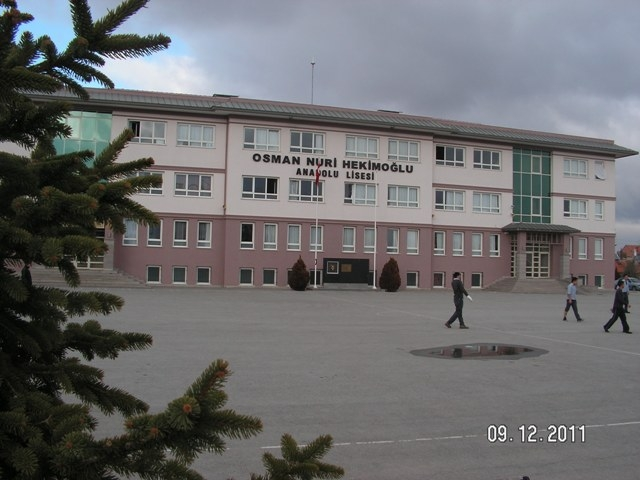 OSMAN NURİ HEKİMOĞLU
ANADOLU LİSESİ
09.12.2011